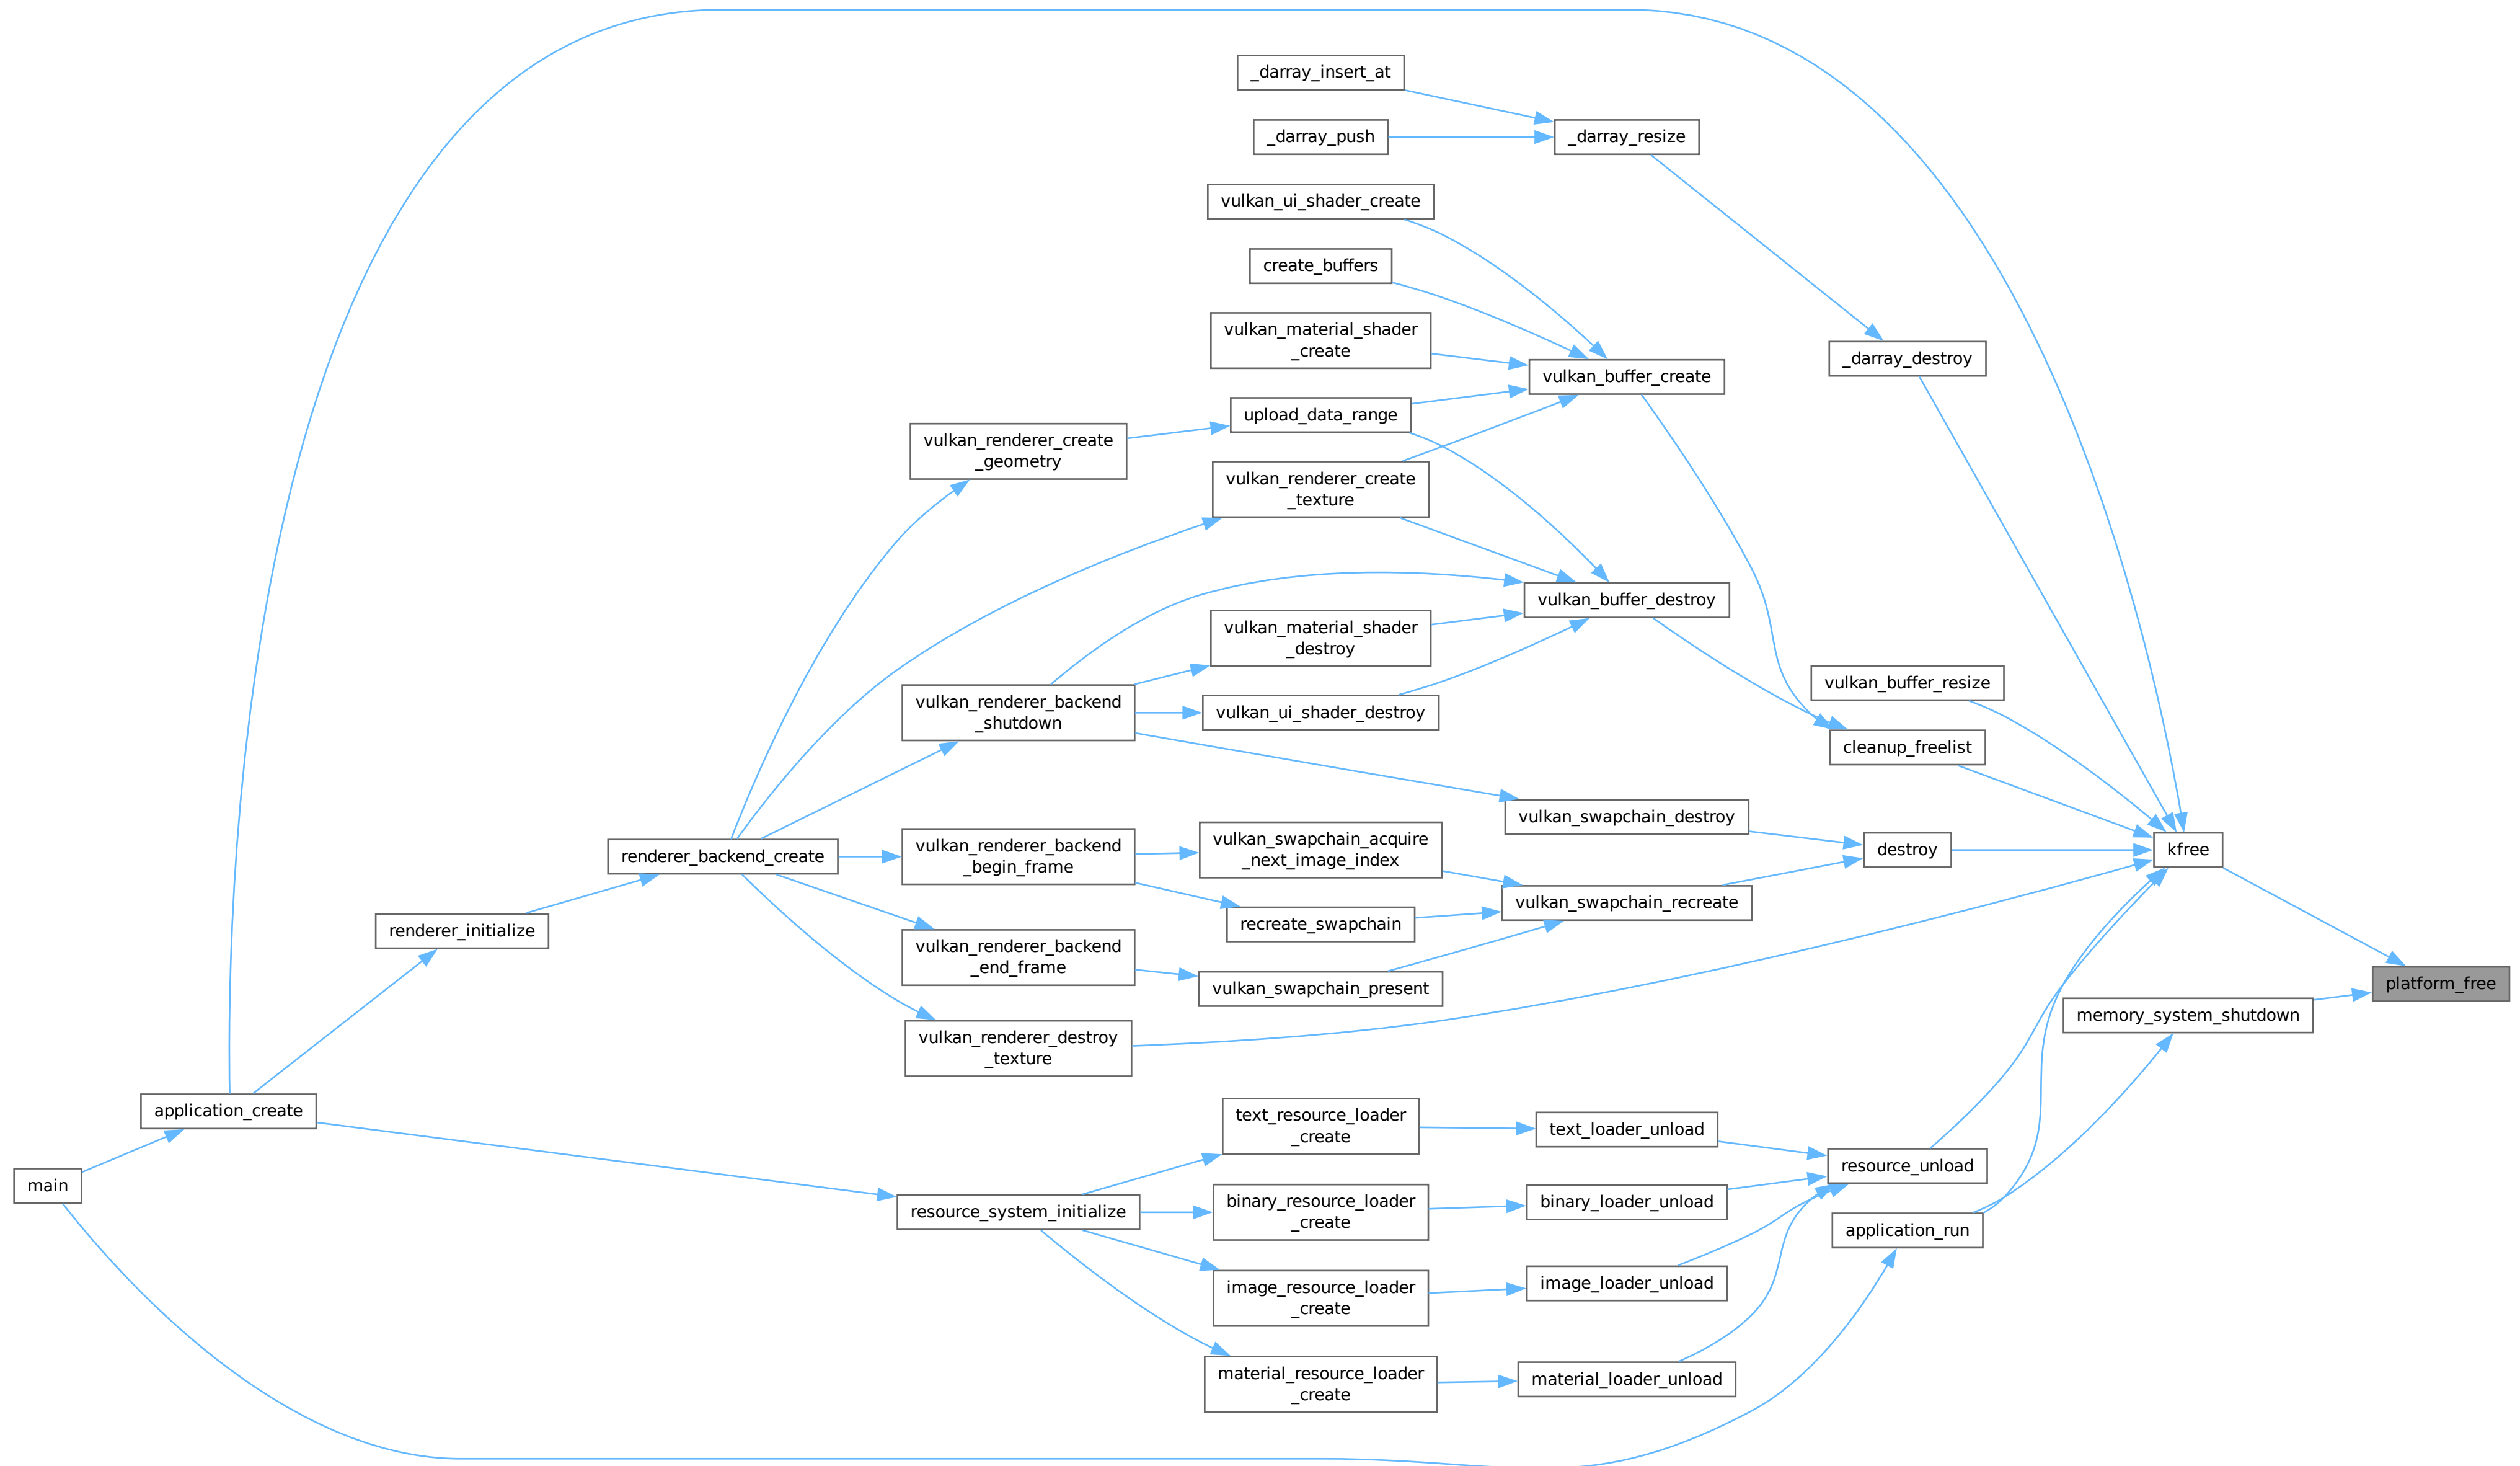 _darray_insert_at
_darray_push
_darray_resize
vulkan_ui_shader_create
create_buffers
vulkan_material_shader
_create
vulkan_buffer_create
_darray_destroy
upload_data_range
vulkan_renderer_create
_geometry
vulkan_renderer_create
_texture
vulkan_buffer_destroy
vulkan_material_shader
_destroy
vulkan_buffer_resize
vulkan_renderer_backend
_shutdown
vulkan_ui_shader_destroy
cleanup_freelist
vulkan_swapchain_destroy
renderer_backend_create
vulkan_renderer_backend
_begin_frame
vulkan_swapchain_acquire
_next_image_index
destroy
kfree
vulkan_swapchain_recreate
recreate_swapchain
renderer_initialize
vulkan_renderer_backend
_end_frame
vulkan_swapchain_present
platform_free
memory_system_shutdown
vulkan_renderer_destroy
_texture
application_create
text_resource_loader
_create
text_loader_unload
resource_unload
main
resource_system_initialize
binary_resource_loader
_create
binary_loader_unload
application_run
image_resource_loader
_create
image_loader_unload
material_resource_loader
_create
material_loader_unload